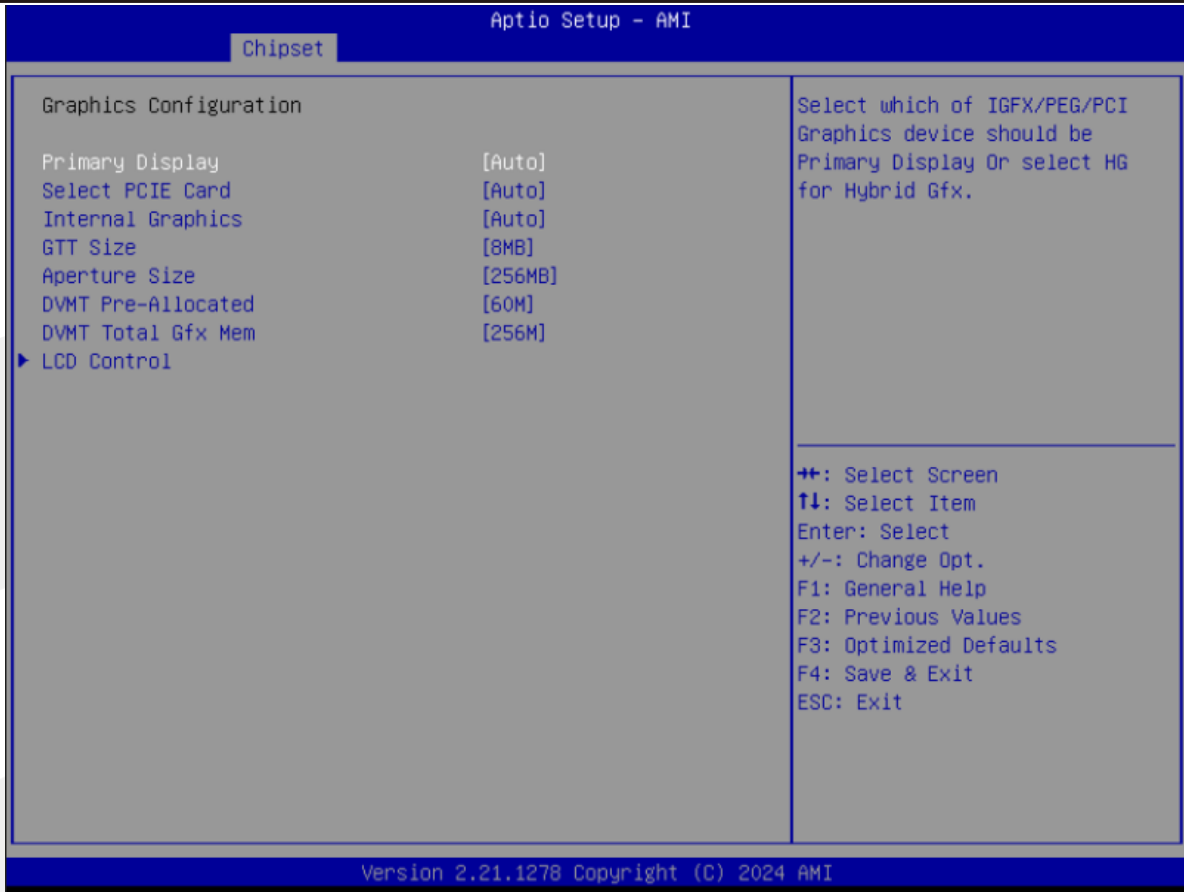 Aptio Setup – AMI
Chipset
Graphics Configuration
Primary Display [Auto]
Select PCIE Card [Auto]
Internal Graphics [Auto]
GTT Size [8MB]
Aperture Size [256MB]
DVMT Pre-Allocated [60M]
DVMT Total Gfx Mem [256M]
LCD Control
Select which of IGFX/PEG/PCI
Graphics device should be
Primary Display Or select HG
for Hybrid Gfx.
→←: Select Screen
↑↓: Select Item
Enter: Select
+/-: Change Opt.
F1: General Help
F2: Previous Values
F3: Optimized Defaults
F4: Save & Exit
ESC: Exit
Version 2.21.1278 Copyright (C) 2024 AMI